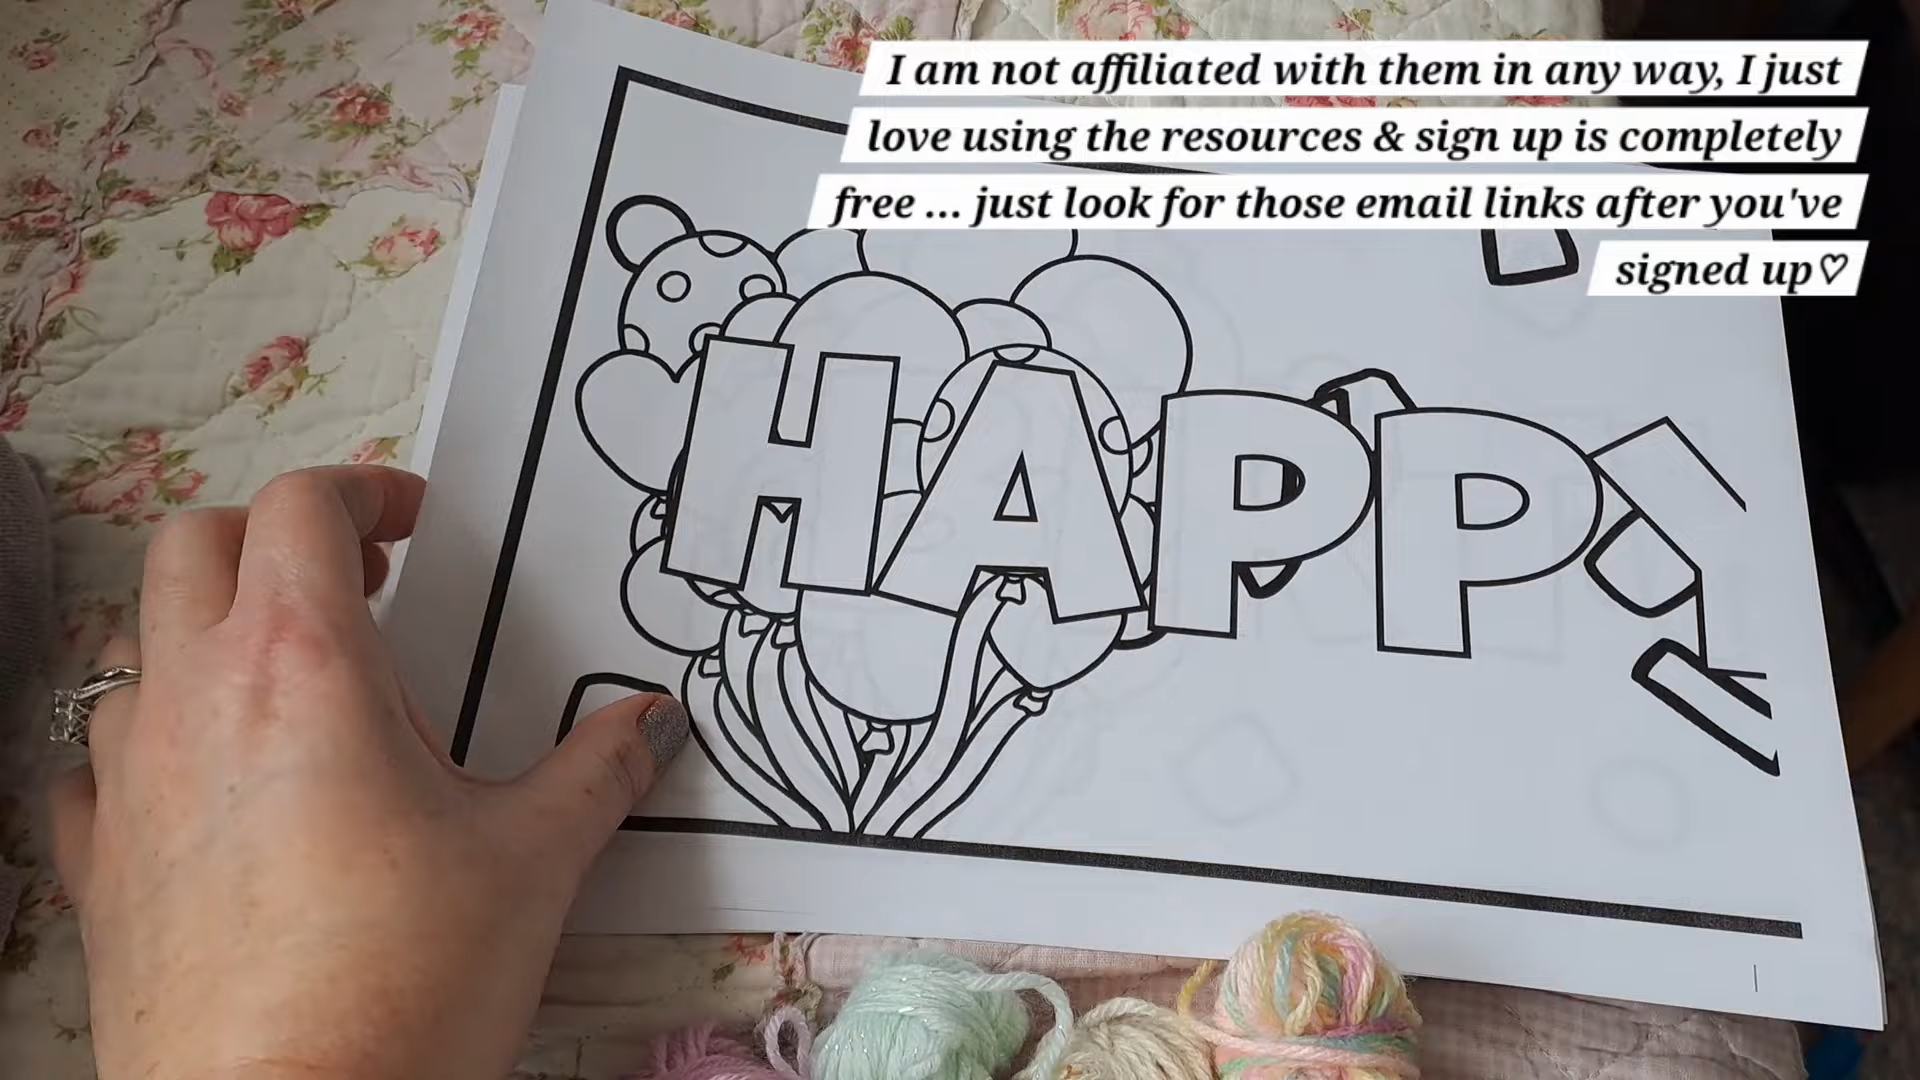 I am not affiliated with them in any way, I just
love using the resources & sign up is completely
free ... just look for those email links after you've
signed up♡
HAPPY